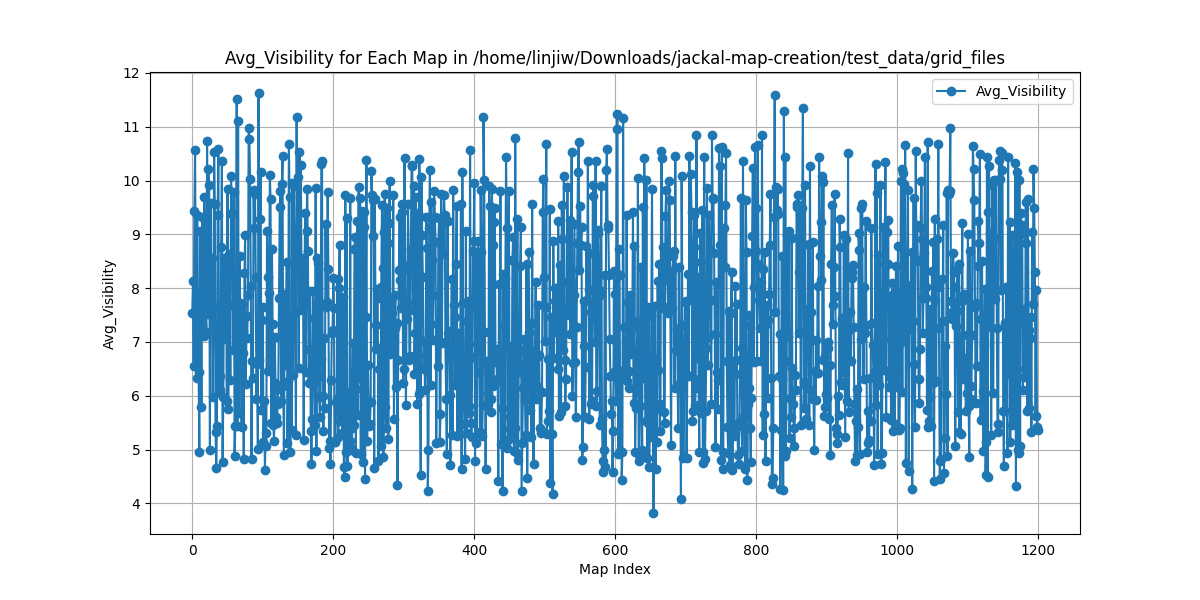 Avg_Visibility for Each Map in /home/linjiw/Downloads/jackal-map-creation/test_data/grid_files
Avg_Visibility
12
11
10
9
8
7
6
5
4
Avg_Visibility
0 200 400 600 800 1000 1200
Map Index